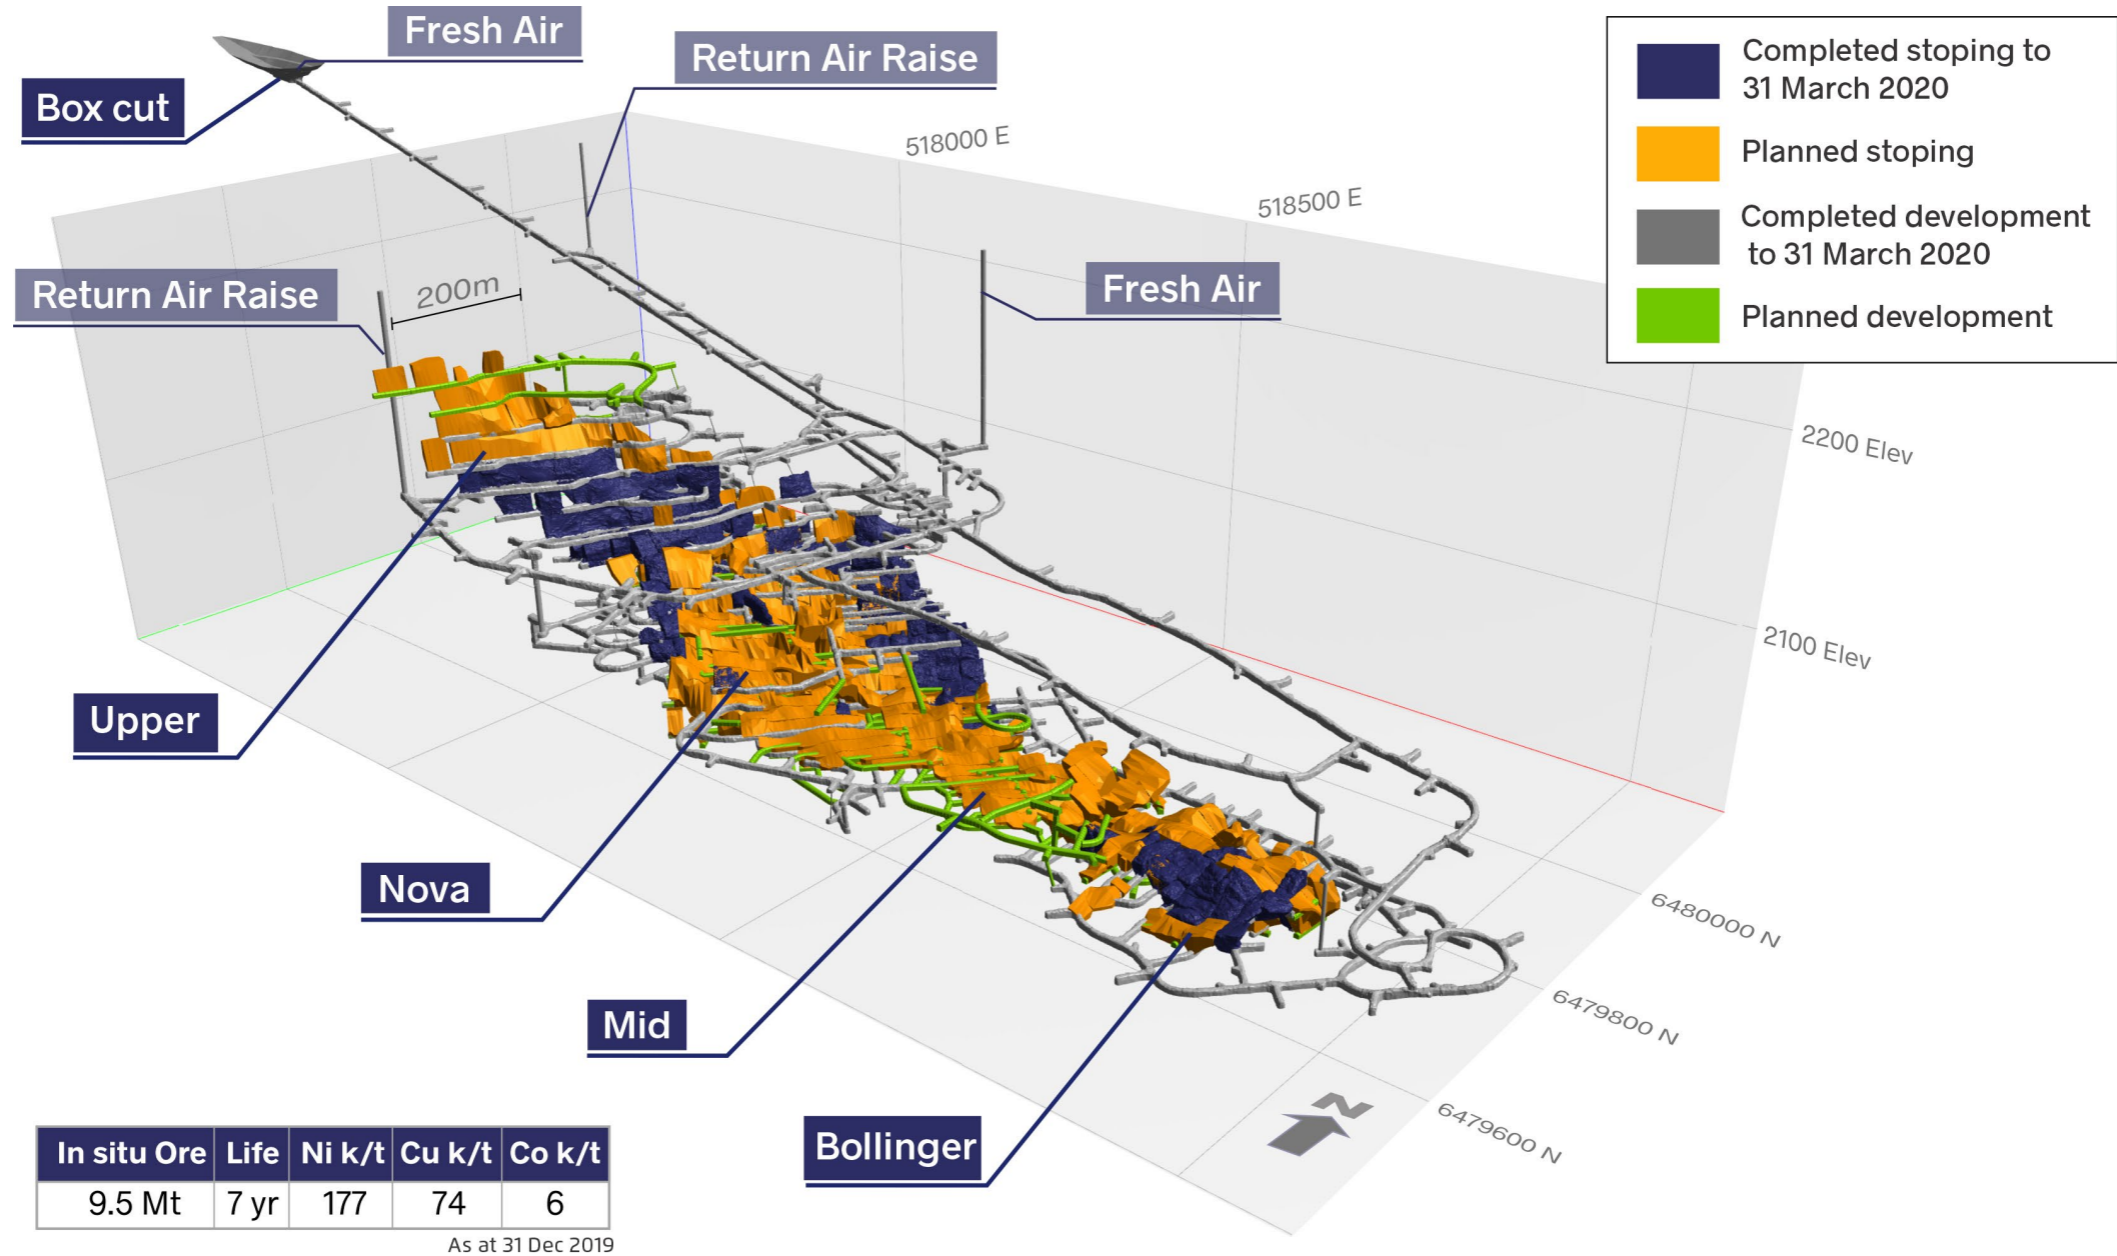 Fresh Air
Return Air Raise
Box cut
518000 E
518500 E
Completed stoping to
31 March 2020
Planned stoping
Completed development
to 31 March 2020
Planned development
Return Air Raise
200m
Fresh Air
2200 Elev
2100 Elev
Upper
Nova
Mid
Bollinger
6480000 N
6479800 N
6479600 N
N
In situ Ore Life Ni k/t Cu k/t Co k/t
9.5 Mt 7 yr 177 74 6
As at 31 Dec 2019